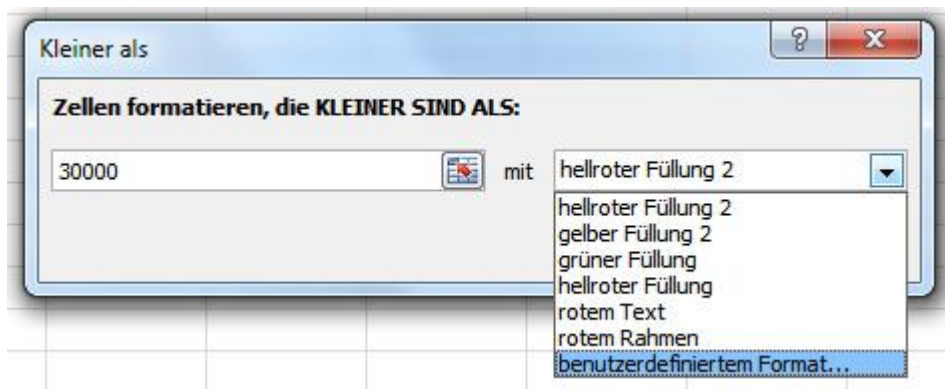 Kleiner als
Zellen formatieren, die KLEINER SIND ALS:
30000 mit hellroter Füllung 2
hellroter Füllung 2
gelber Füllung 2
grüner Füllung
hellroter Füllung
rotem Text
rotem Rahmen
benutzerdefiniertem Format...